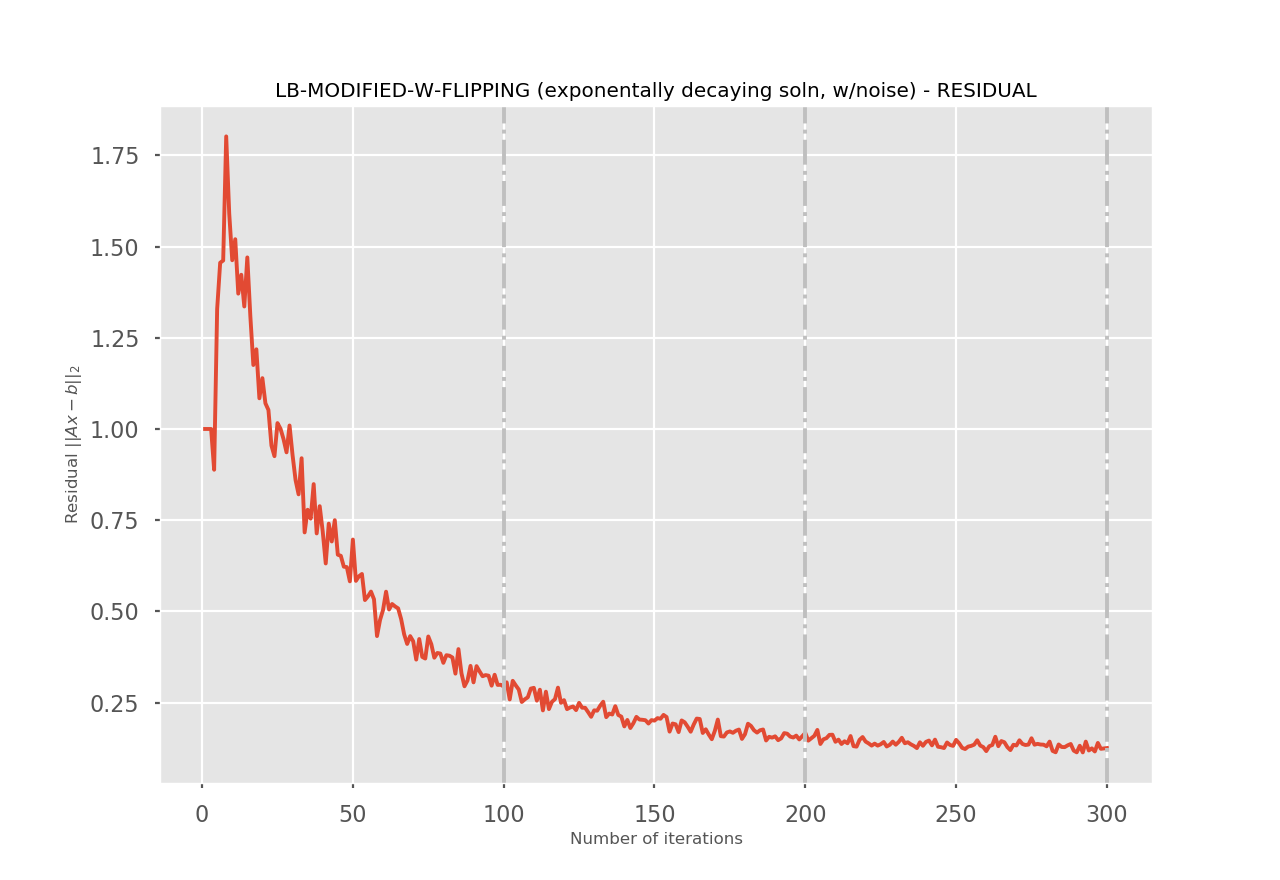 LB-MODIFIED-W-FLIPPING (exponentially decaying soln, w/noise) - RESIDUAL
1.75
1.50
1.25
1.00
0.75
0.50
0.25
Residual ||Ax − b||₂
0 50 100 150 200 250 300
Number of iterations